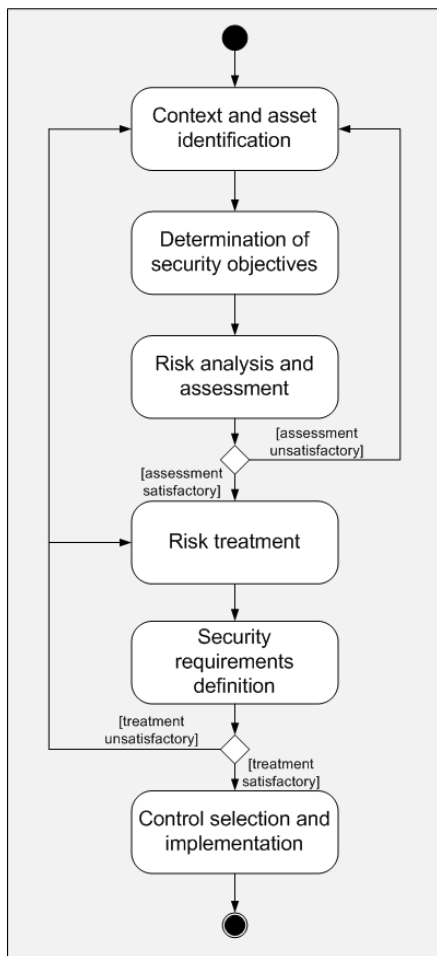 Context and asset
identification
Determination of
security objectives
Risk analysis and
assessment
[assessment
unsatisfactory]
[assessment
satisfactory]
Risk treatment
Security
requirements
definition
[treatment
unsatisfactory]
[treatment
satisfactory]
Control selection and
implementation